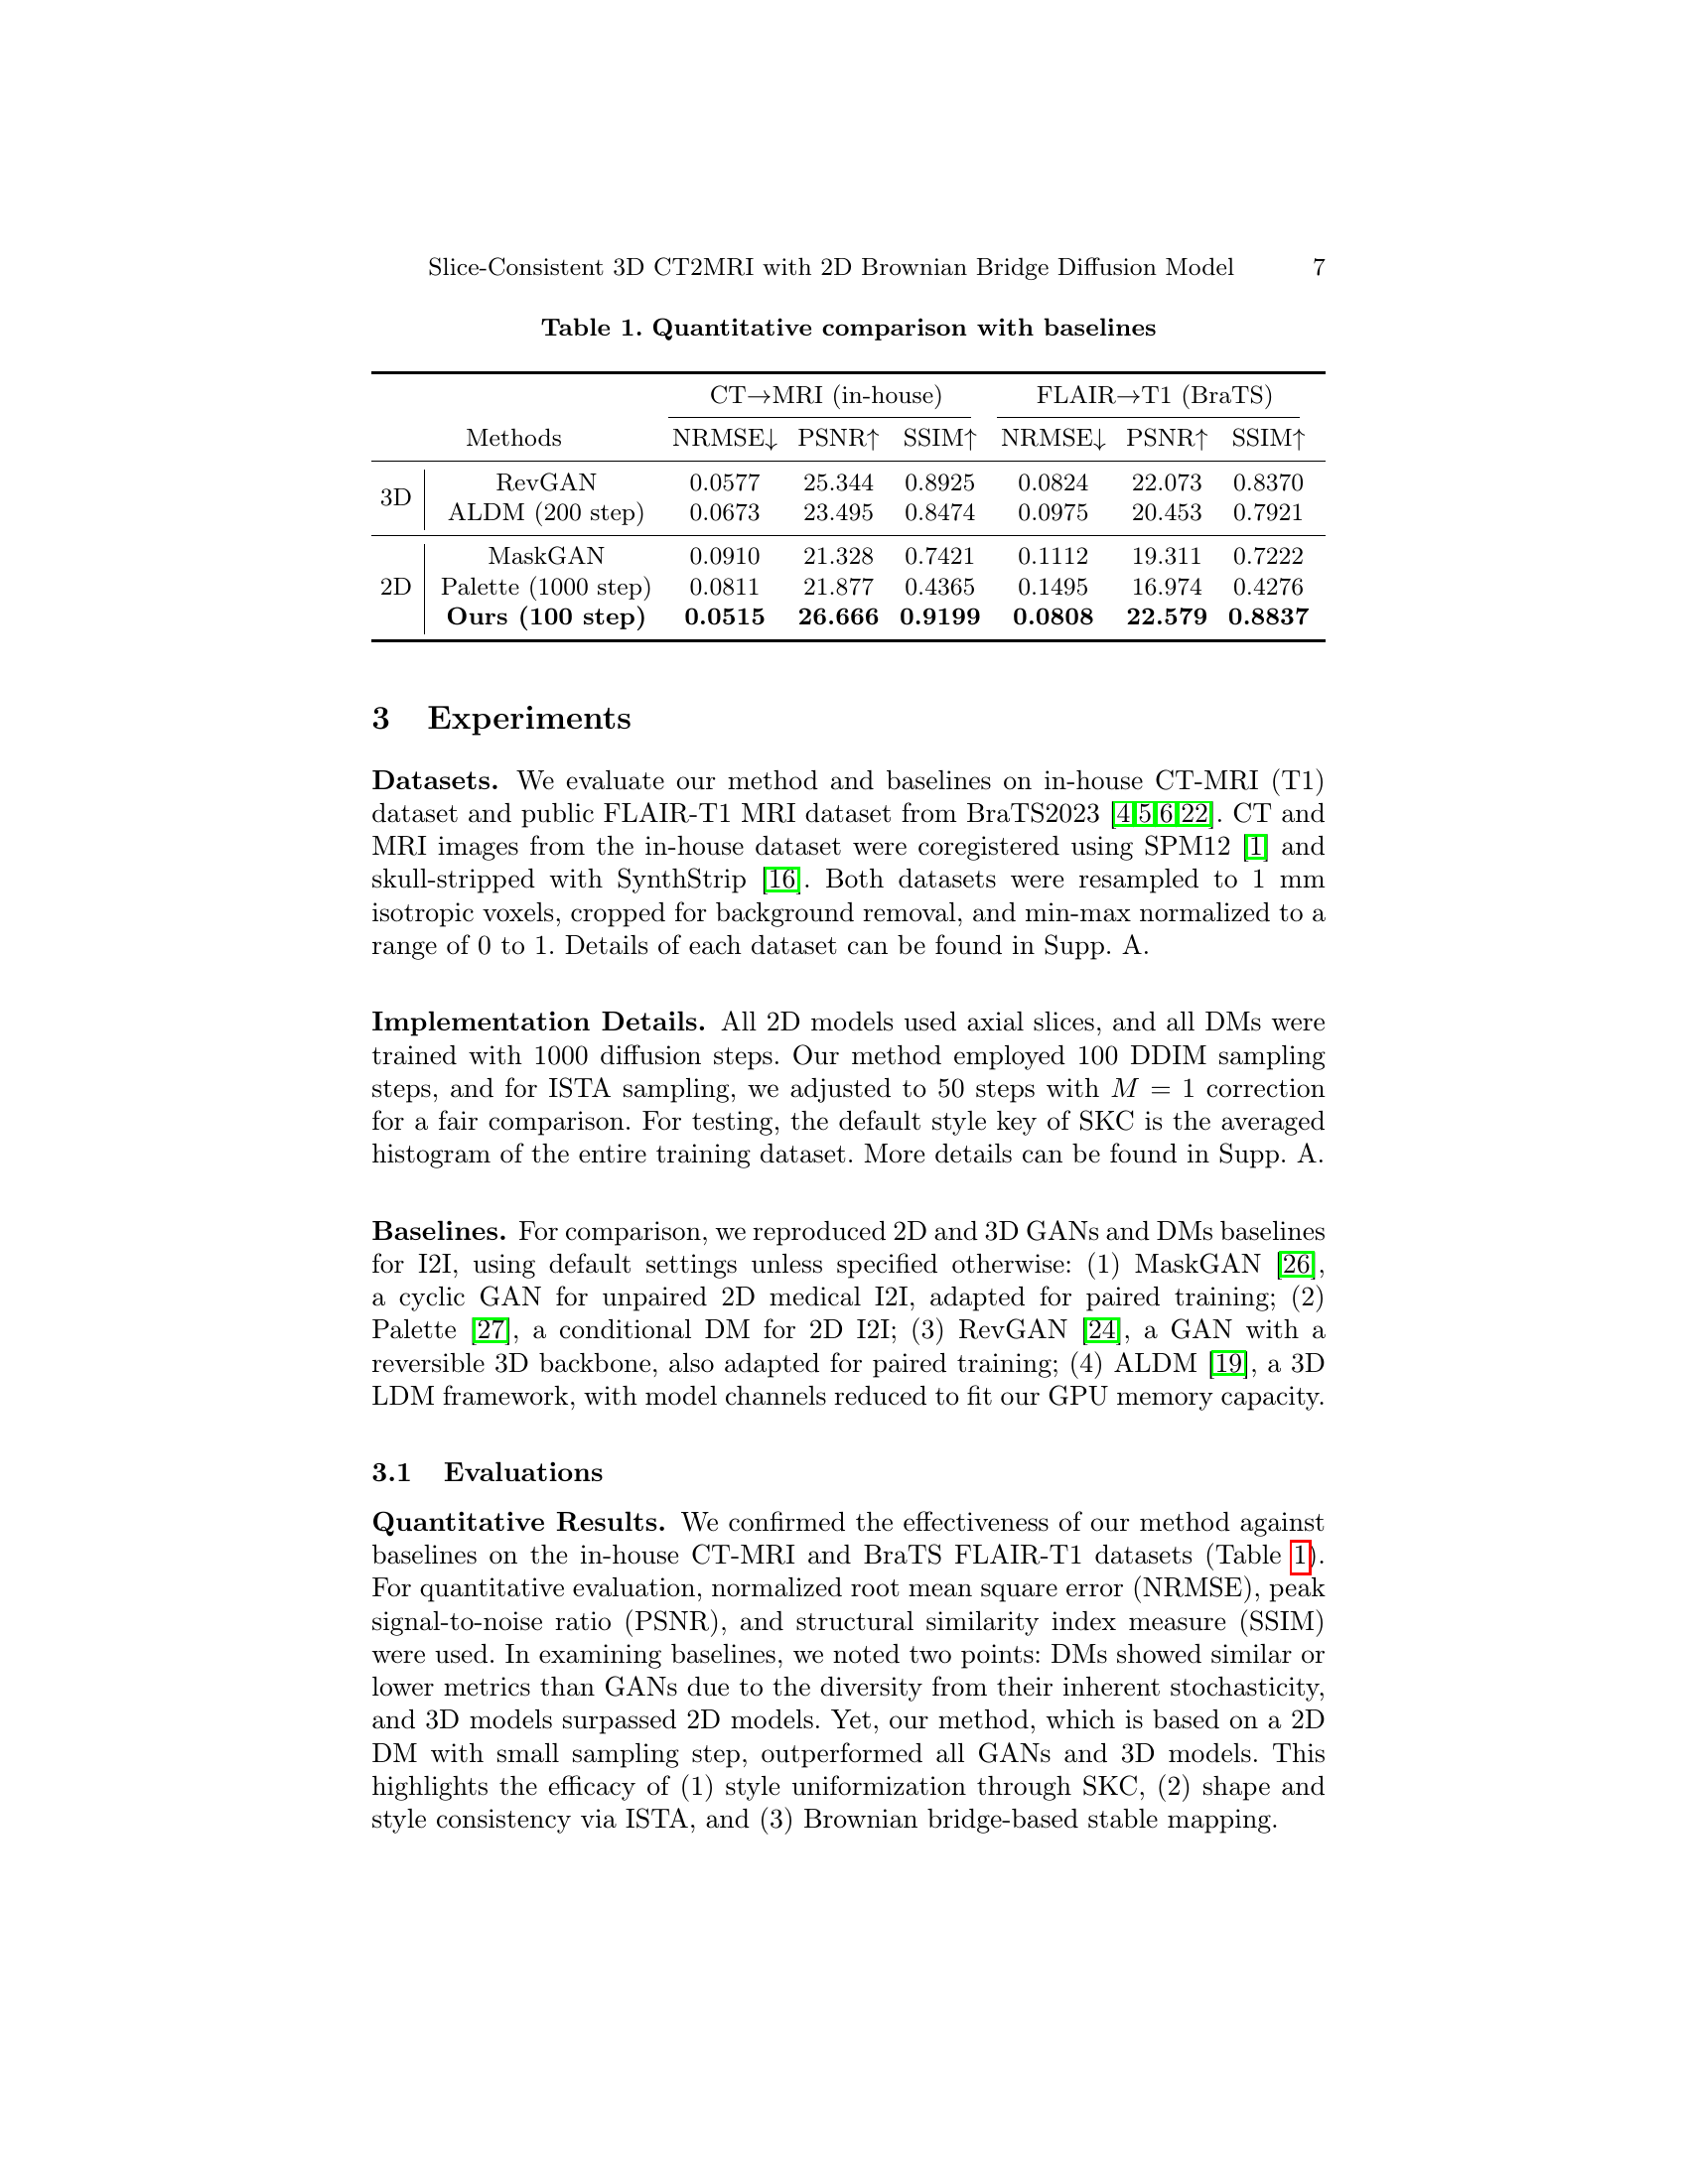 Slice-Consistent 3D CT2MRI with 2D Brownian Bridge Diffusion Model 7
Table 1. Quantitative comparison with baselines
CT→MRI (in-house) FLAIR→T1 (BraTS)
Methods NRMSE↓ PSNR↑ SSIM↑ NRMSE↓ PSNR↑ SSIM↑
3D RevGAN 0.0577 25.344 0.8925 0.0824 22.073 0.8370
ALDM (200 step) 0.0673 23.495 0.8474 0.0975 20.453 0.7921
MaskGAN 0.0910 21.328 0.7421 0.1112 19.311 0.7222
2D Palette (1000 step) 0.0811 21.877 0.4365 0.1495 16.974 0.4276
Ours (100 step) 0.0515 26.666 0.9199 0.0808 22.579 0.8837
3 Experiments
Datasets. We evaluate our method and baselines on in-house CT-MRI (T1)
dataset and public FLAIR-T1 MRI dataset from BraTS2023 [4,5,6,22]. CT and
MRI images from the in-house dataset were coregistered using SPM12 [1] and
skull-stripped with SynthStrip [16]. Both datasets were resampled to 1 mm
isotropic voxels, cropped for background removal, and min-max normalized to a
range of 0 to 1. Details of each dataset can be found in Supp. A.
Implementation Details. All 2D models used axial slices, and all DMs were
trained with 1000 diffusion steps. Our method employed 100 DDIM sampling
steps, and for ISTA sampling, we adjusted to 50 steps with M = 1 correction
for a fair comparison. For testing, the default style key of SKC is the averaged
histogram of the entire training dataset. More details can be found in Supp. A.
Baselines. For comparison, we reproduced 2D and 3D GANs and DMs baselines
for I2I, using default settings unless specified otherwise: (1) MaskGAN [26],
a cyclic GAN for unpaired 2D medical I2I, adapted for paired training; (2)
Palette [27], a conditional DM for 2D I2I; (3) RevGAN [24], a GAN with a
reversible 3D backbone, also adapted for paired training; (4) ALDM [19], a 3D
LDM framework, with model channels reduced to fit our GPU memory capacity.
3.1 Evaluations
Quantitative Results. We confirmed the effectiveness of our method against
baselines on the in-house CT-MRI and BraTS FLAIR-T1 datasets (Table 1).
For quantitative evaluation, normalized root mean square error (NRMSE), peak
signal-to-noise ratio (PSNR), and structural similarity index measure (SSIM)
were used. In examining baselines, we noted two points: DMs showed similar or
lower metrics than GANs due to the diversity from their inherent stochasticity,
and 3D models surpassed 2D models. Yet, our method, which is based on a 2D
DM with small sampling step, outperformed all GANs and 3D models. This
highlights the efficacy of (1) style uniformization through SKC, (2) shape and
style consistency via ISTA, and (3) Brownian bridge-based stable mapping.